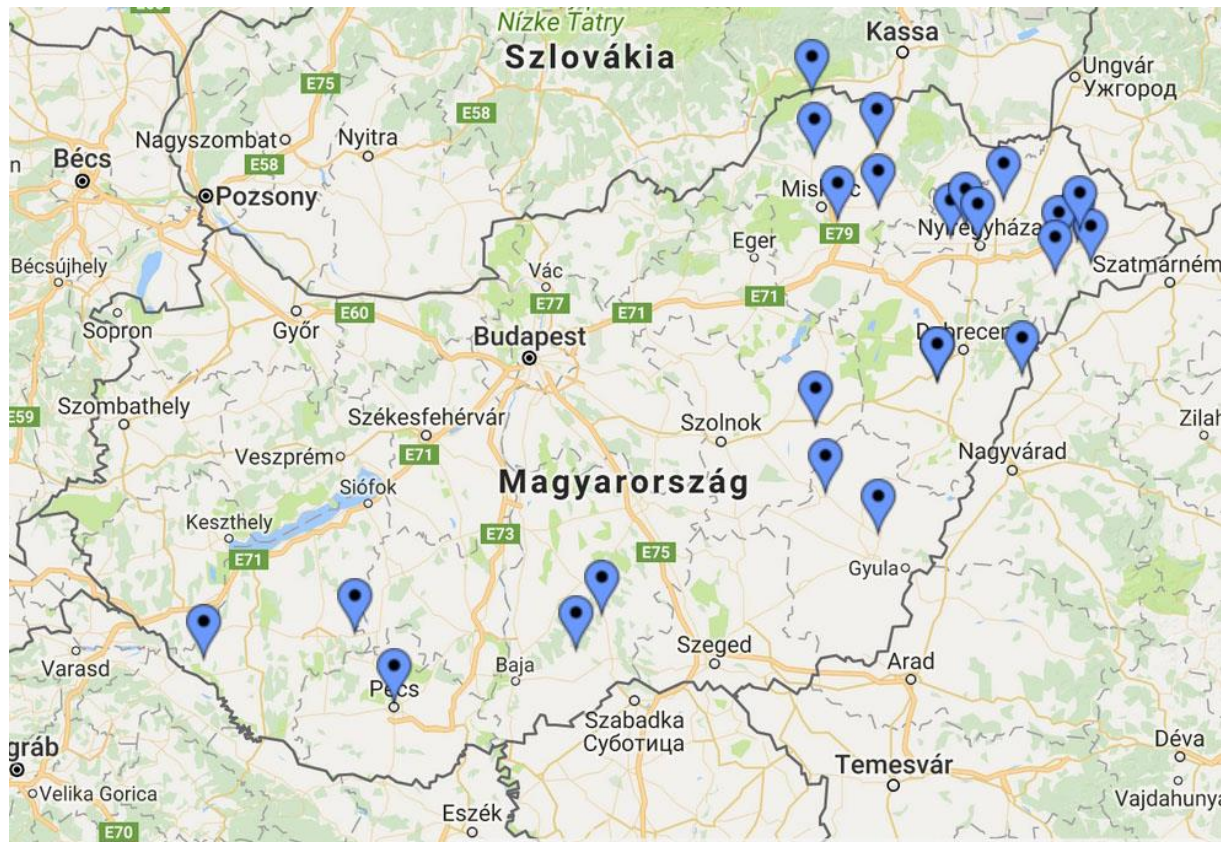 Nízke Tatry
Szlovákia
Kassa
Ungvár
Ужгород
E75
E58
Nagyszombat
Nyitra
E58
Bécs
Pozsony
Miskolc
E79
Eger
Nyíregyháza
Szatmárném
Bécsújhely
Vác
E77
E71
Sopron
Győr
E60
E71
Budapest
Debrecen
E59
Szombathely
Székesfehérvár
E71
Szolnok
Zilah
Veszprém
Nagyvárad
Siófok
Magyarország
Keszthely
E71
E73
E75
Gyula
Varasd
Baja
Szeged
Arad
Pécs
Szabadka
Суботица
gráb
Velika Gorica
Temesvár
Déva
Vajdahunya
Eszék
E70